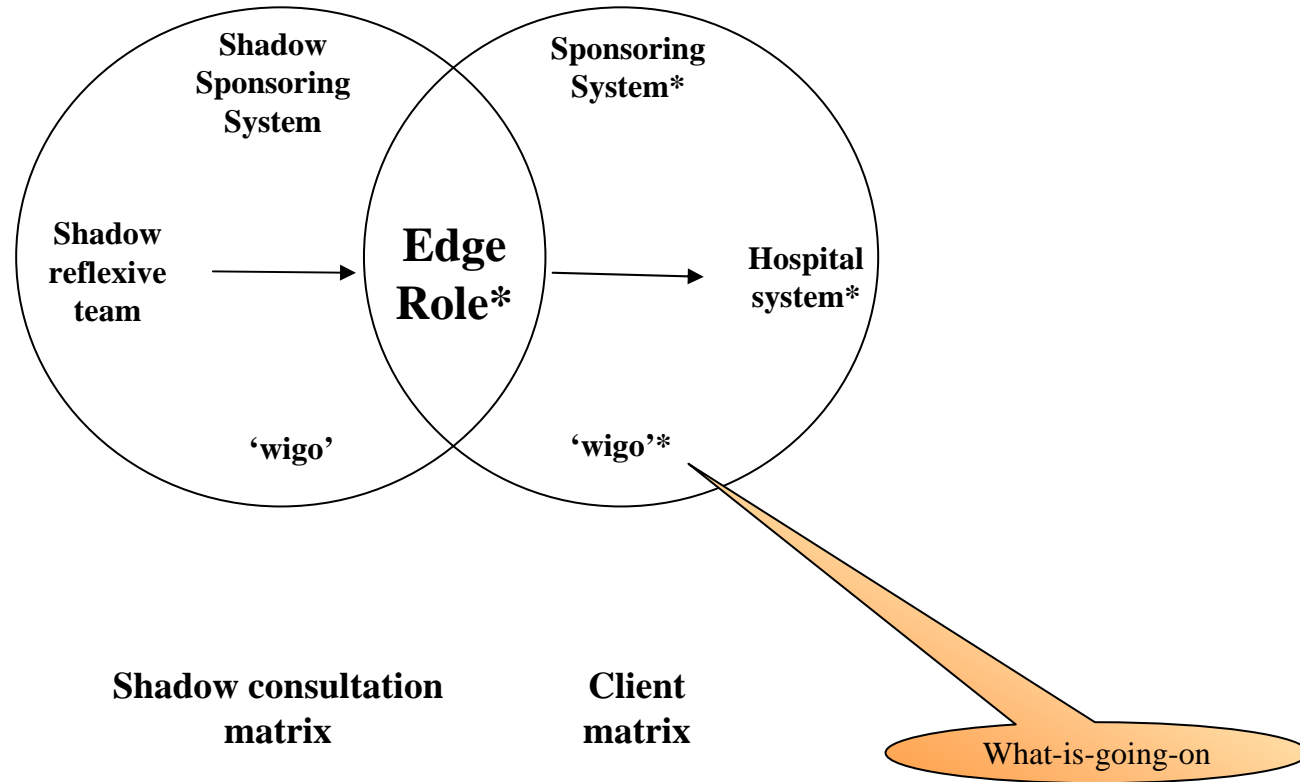 Shadow
Sponsoring
System
Sponsoring
System*
Shadow
reflexive
team
Edge
Role*
Hospital
system*
‘wigo’
‘wigo’*
Shadow consultation
matrix
Client
matrix
What-is-going-on